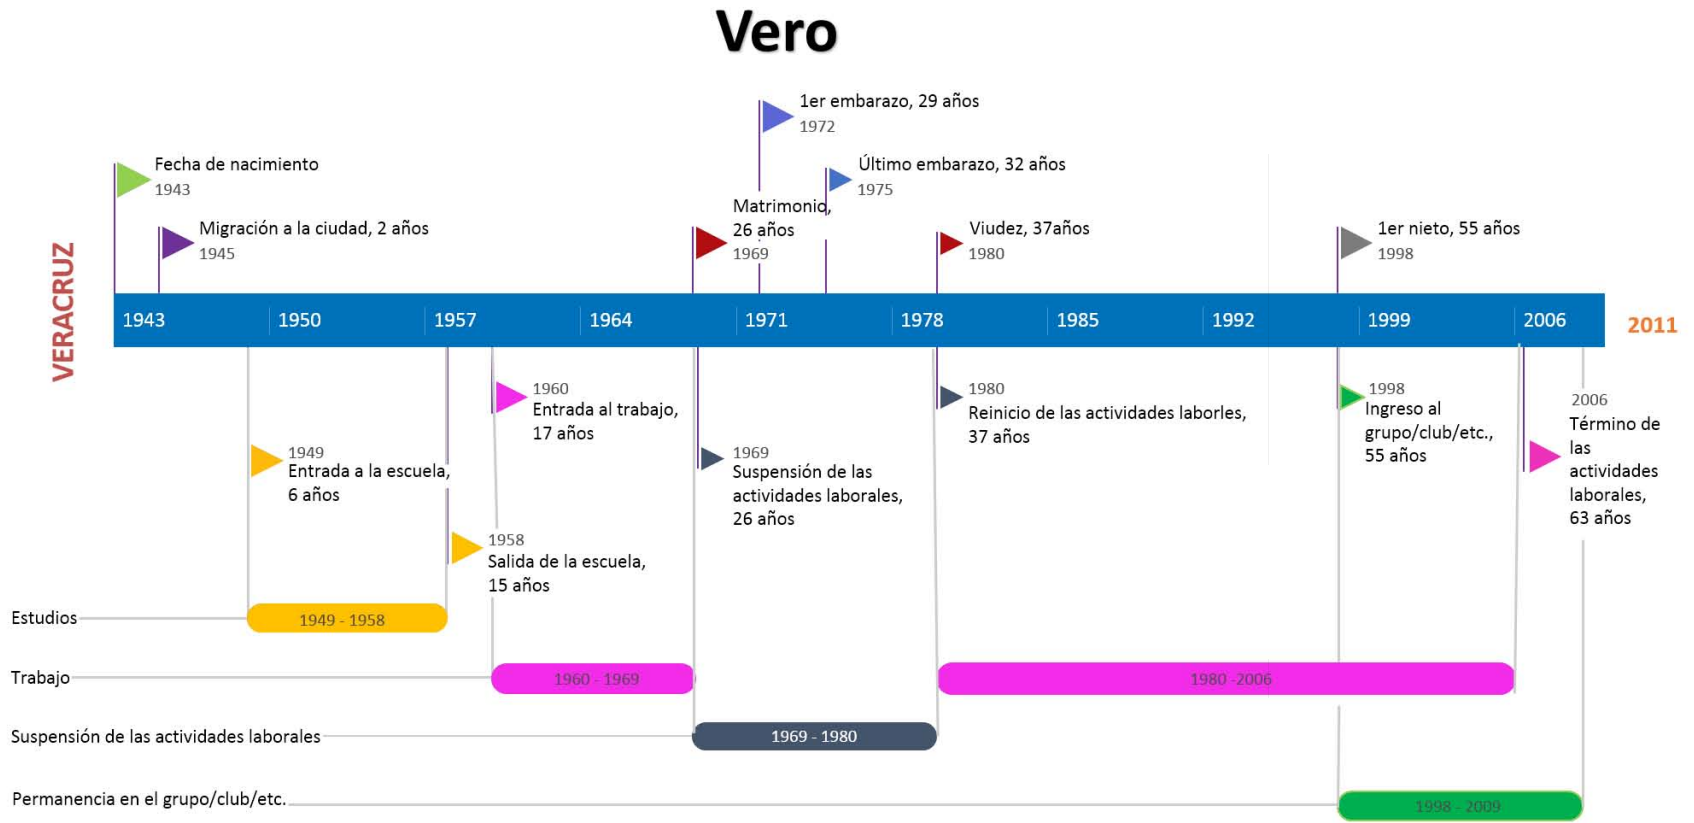 Vero
1er embarazo, 29 años
1972
Fecha de nacimiento
1943
Último embarazo, 32 años
1975
Migración a la ciudad, 2 años
1945
Matrimonio,
26 años
1969
Viudez, 37años
1980
1er nieto, 55 años
1998
VERACRUZ
1943 1950 1957 1964 1971 1978 1985 1992 1999 2006
2011
1949
Entrada a la escuela,
6 años
1958
Salida de la escuela,
15 años
1960
Entrada al trabajo,
17 años
1969
Suspensión de las
actividades laborales,
26 años
1980
Reinicio de las actividades laborles,
37 años
1998
Ingreso al
grupo/club/etc.,
55 años
2006
Término de
las
actividades
laborales,
63 años
Estudios
1949 - 1958
Trabajo
1960 - 1969
1980 -2006
Suspensión de las actividades laborales
1969 - 1980
Permanencia en el grupo/club/etc.
1998 - 2009